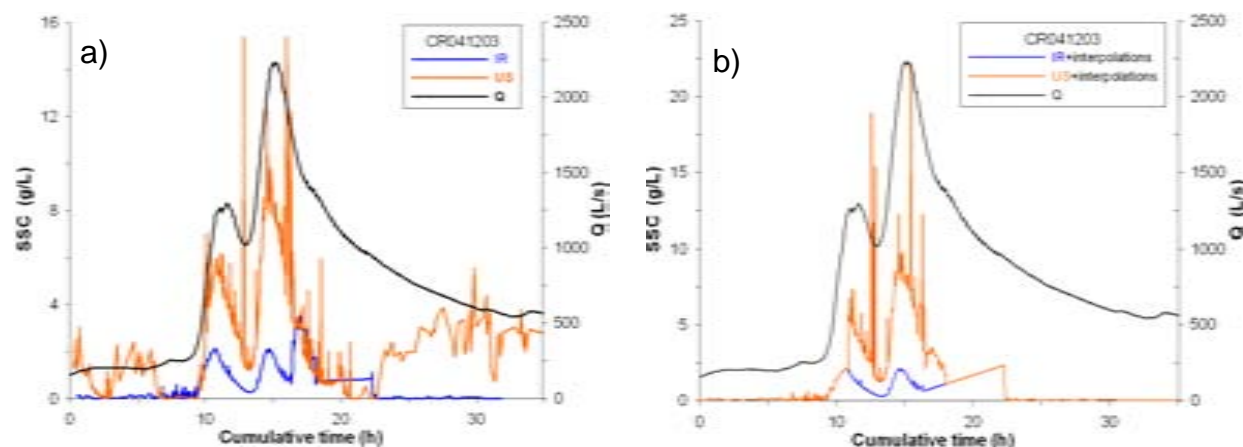 a)
CR041203
IR
US
Q
16
12
8
4
0
SSC (g/L)
2500
2000
1500
1000
500
0
Q (L/s)
0 10 20 30
Cumulative time (h)
b)
CR041203
IR+interpolations
US+interpolations
Q
25
20
15
10
5
0
SSC (g/L)
2500
2000
1500
1000
500
0
Q (L/s)
0 10 20 30
Cumulative time (h)